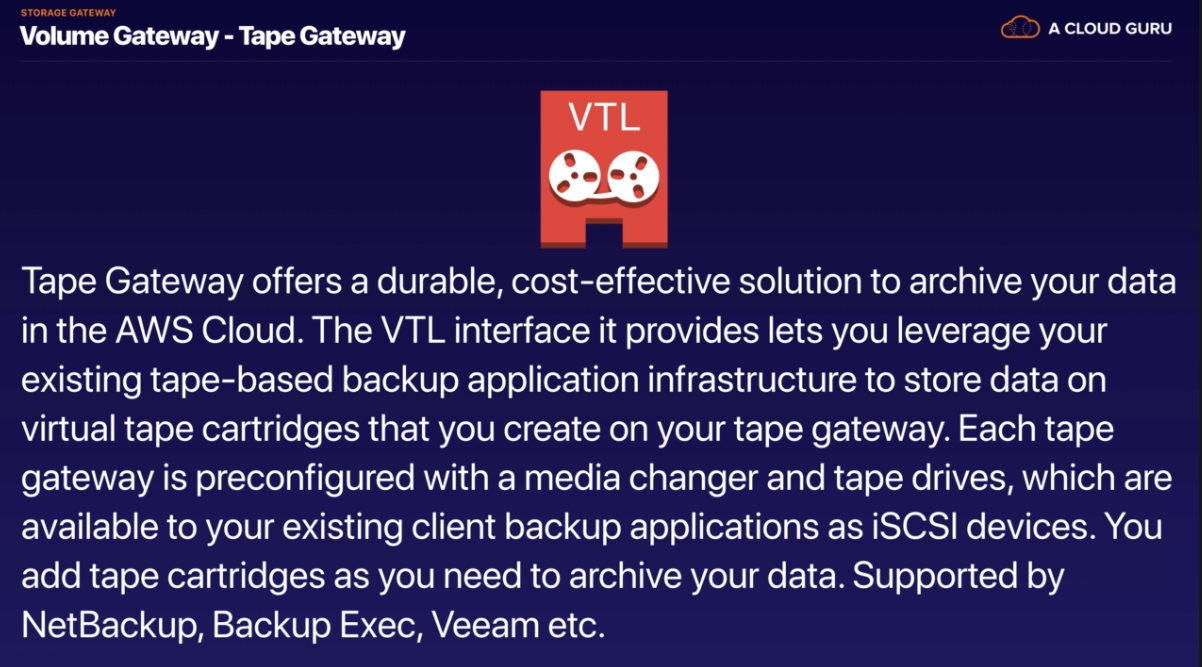 STORAGE GATEWAY
Volume Gateway - Tape Gateway
A CLOUD GURU
VTL
Tape Gateway offers a durable, cost-effective solution to archive your data
in the AWS Cloud. The VTL interface it provides lets you leverage your
existing tape-based backup application infrastructure to store data on
virtual tape cartridges that you create on your tape gateway. Each tape
gateway is preconfigured with a media changer and tape drives, which are
available to your existing client backup applications as iSCSI devices. You
add tape cartridges as you need to archive your data. Supported by
NetBackup, Backup Exec, Veeam etc.